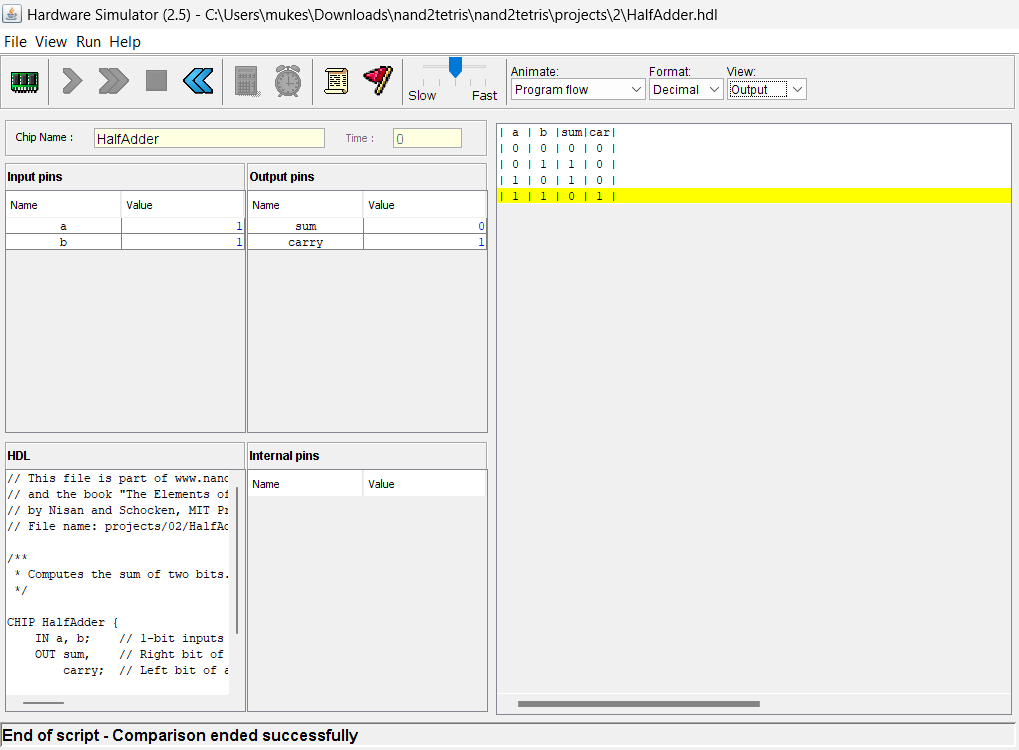 Hardware Simulator (2.5) - C:\Users\mukes\Downloads\nand2tetris\nand2tetris\projects\2\HalfAdder.hdl
File View Run Help
Slow Fast
Animate: Format: View:
Program flow Decimal Output
Chip Name : HalfAdder Time : 0
Input pins
Name Value
a 1
b 1
Output pins
Name Value
sum 0
carry 1
| a | b |sum|car|
| 0 | 0 | 0 | 0 |
| 0 | 1 | 1 | 0 |
| 1 | 0 | 1 | 0 |
| 1 | 1 | 0 | 1 |
HDL
// This file is part of www.nand
// and the book "The Elements of
// by Nisan and Schocken, MIT Pr
// File name: projects/02/HalfAd
/**
* Computes the sum of two bits.
*/
CHIP HalfAdder {
IN a, b; // 1-bit inputs
OUT sum, // Right bit of
carry; // Left bit of a
Internal pins
Name Value
End of script - Comparison ended successfully